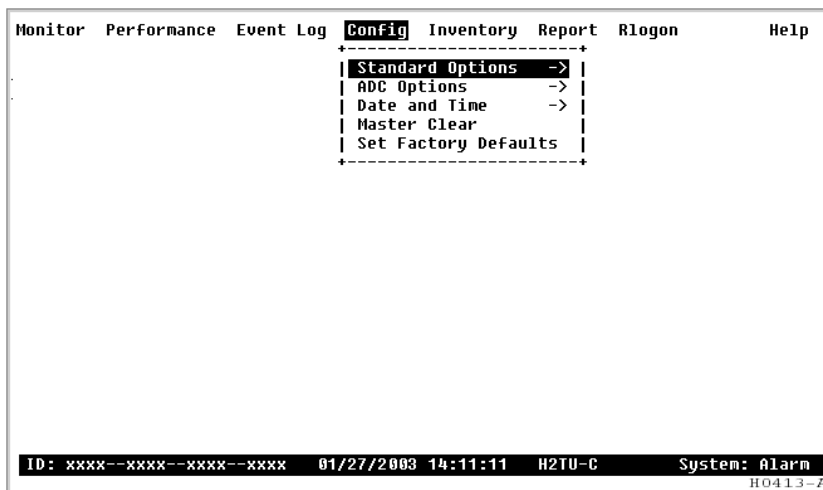 Monitor Performance Event Log Config Inventory Report Rlogon Help
Standard Options ->
ADC Options ->
Date and Time ->
Master Clear
Set Factory Defaults
ID: xxxx--xxxx--xxxx--xxxx 01/27/2003 14:11:11 H2TU-C System: Alarm
HO413-A